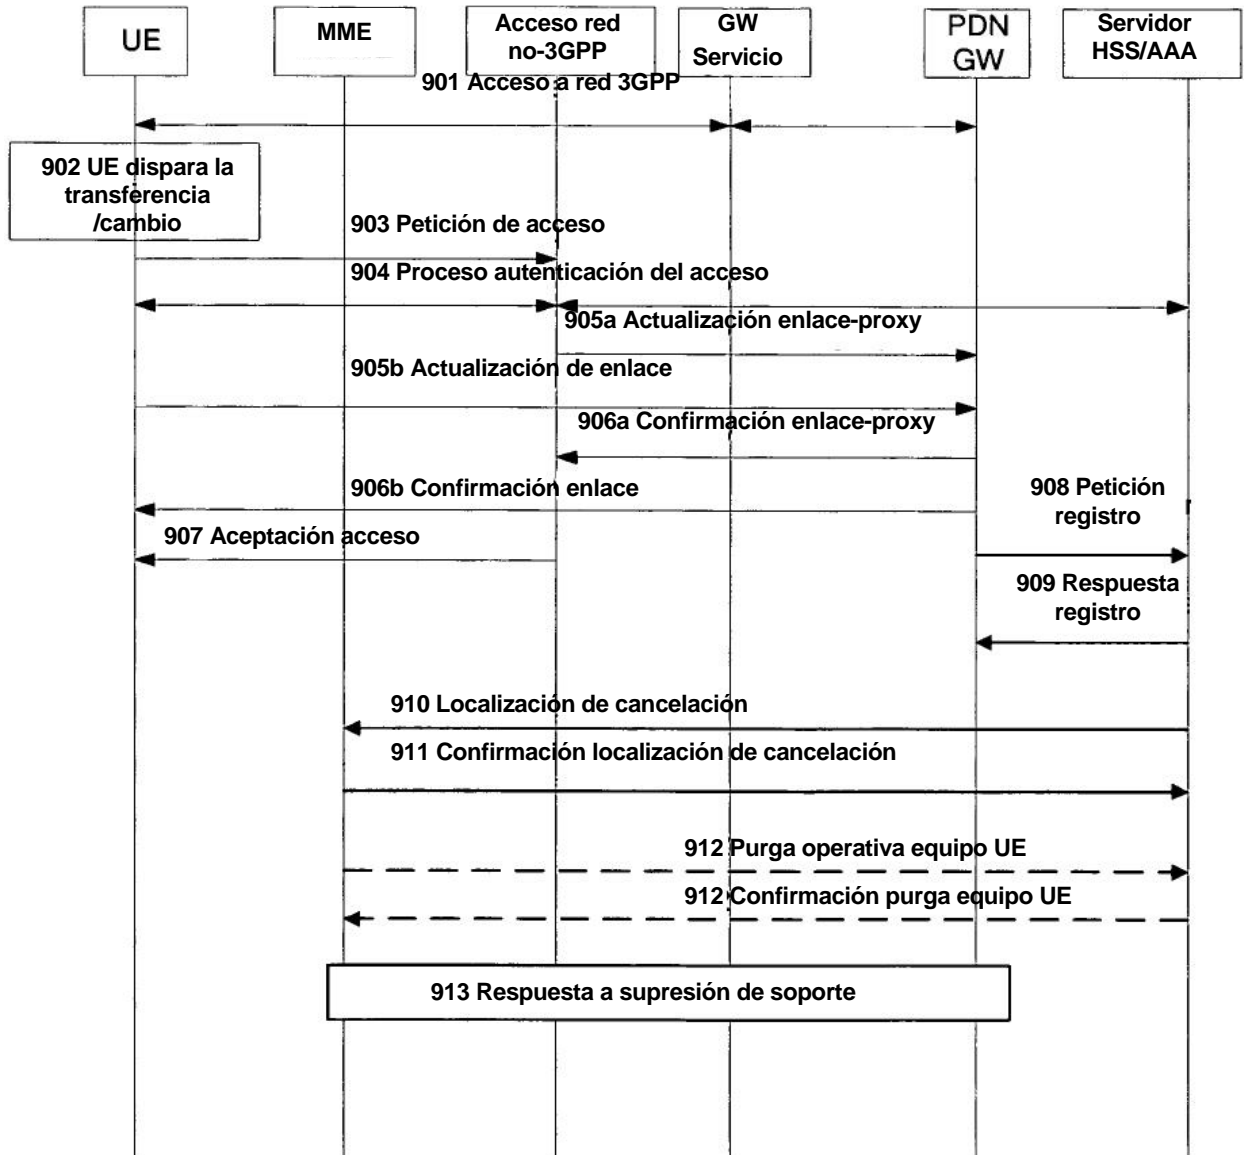 UE
MME
Acceso red
no-3GPP
GW
Servicio
PDN
GW
Servidor
HSS/AAA
901 Acceso a red 3GPP
902 UE dispara la
transferencia
/cambio
903 Petición de acceso
904 Proceso autenticación del acceso
905a Actualización enlace-proxy
905b Actualización de enlace
906a Confirmación enlace-proxy
906b Confirmación enlace
908 Petición
registro
907 Aceptación acceso
909 Respuesta
registro
910 Localización de cancelación
911 Confirmación localización de cancelación
912 Purga operativa equipo UE
912 Confirmación purga equipo UE
913 Respuesta a supresión de soporte